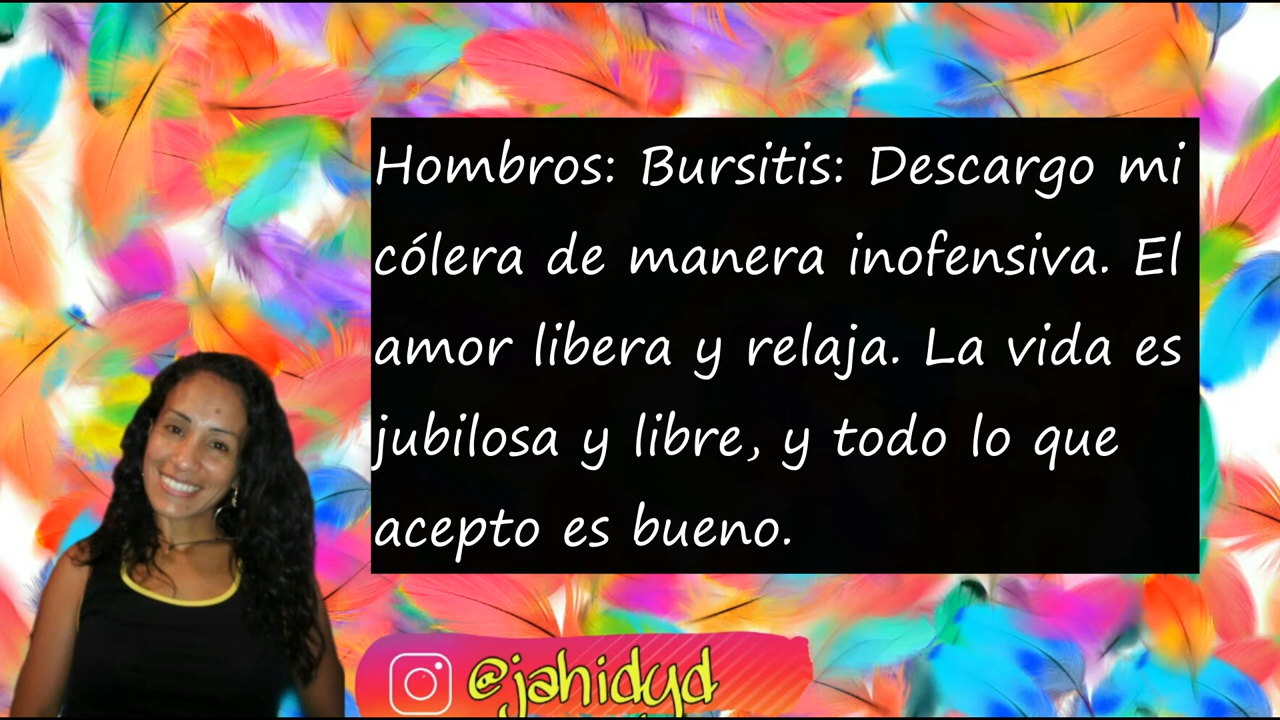 Hombros: Bursitis: Descargo mi
cólera de manera inofensiva. El
amor libera y relaja. La vida es
jubilosa y libre, y todo lo que
acepto es bueno.
@jahidyd